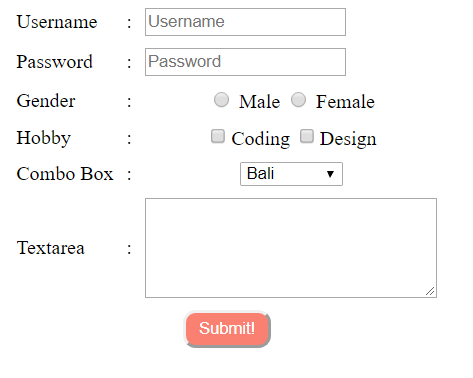 Username : Username
Password : Password
Gender : Male Female
Hobby : Coding Design
Combo Box : Bali
Textarea :
Submit!